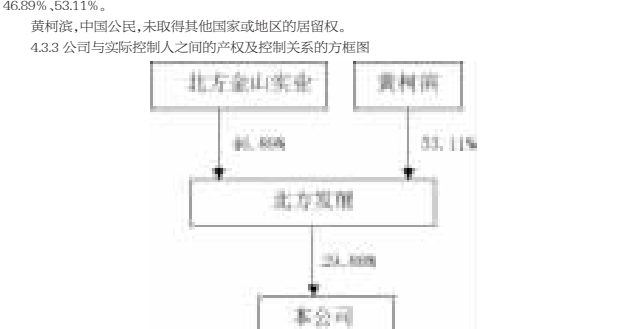 46.89%、53.11%。
黄柯滨,中国公民,未取得其他国家或地区的居留权。
4.3.3 公司与实际控制人之间的产权及控制关系的方框图
北方金山实业
黄柯滨
46.89%
53.11%
北方发酵
本公司